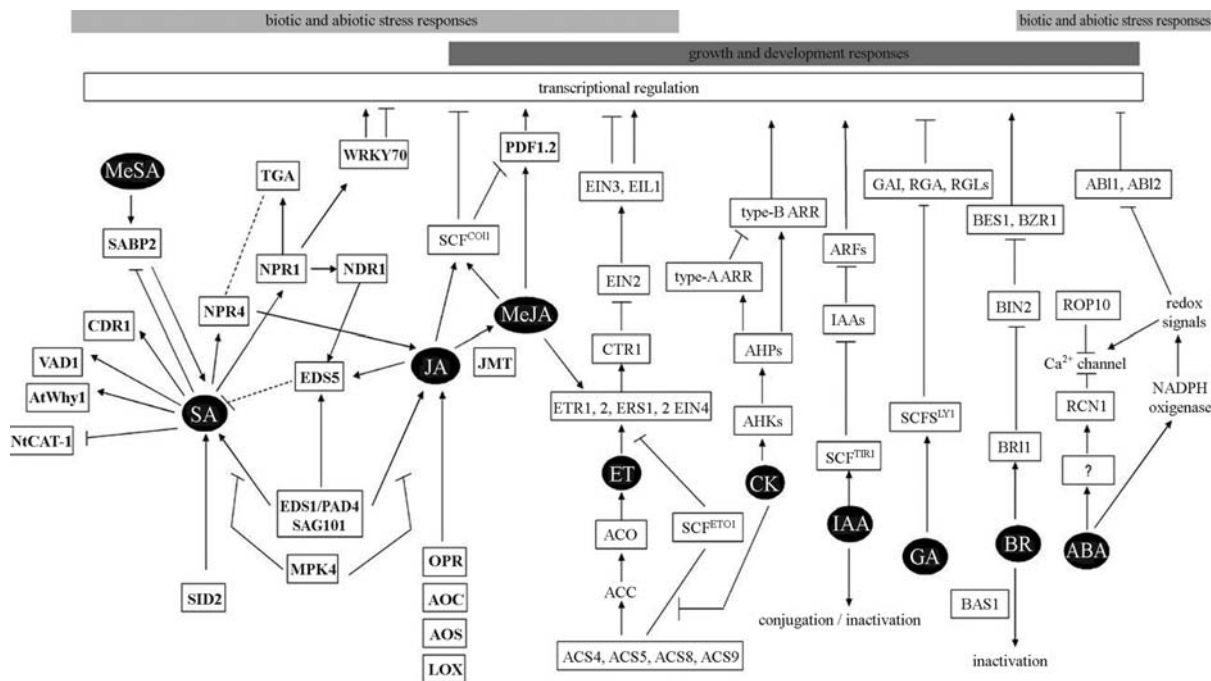 biotic and abiotic stress responses
biotic and abiotic stress responses
growth and development responses
transcriptional regulation
MeSA
SABP2
TGA
WRKY70
PDF1.2
EIN3, EIL1
type-B ARR
GAI, RGA, RGLs
BES1, BZR1
ABI1, ABI2
NPR1
NDR1
SCF^COI1
type-A ARR
ARFs
CDR1
NPR4
MeJA
EIN2
IAAs
BIN2
ROP10
redox
signals
VAD1
EDS5
JA
JMT
CTR1
AHPs
Ca²⁺ channel
AtWhy1
SA
ETR1, 2, ERS1, 2 EIN4
AHKs
SCFS^LY1
RCN1
NADPH
oxigenase
NtCAT-1
ET
CK
SCF^TIR1
BRI1
?
EDS1/PAD4
SAG101
ACO
SCF^ETO1
IAA
GA
BR
ABA
MPK4
OPR
SID2
AOC
ACC
BAS1
AOS
conjugation / inactivation
LOX
ACS4, ACS5, ACS8, ACS9
inactivation